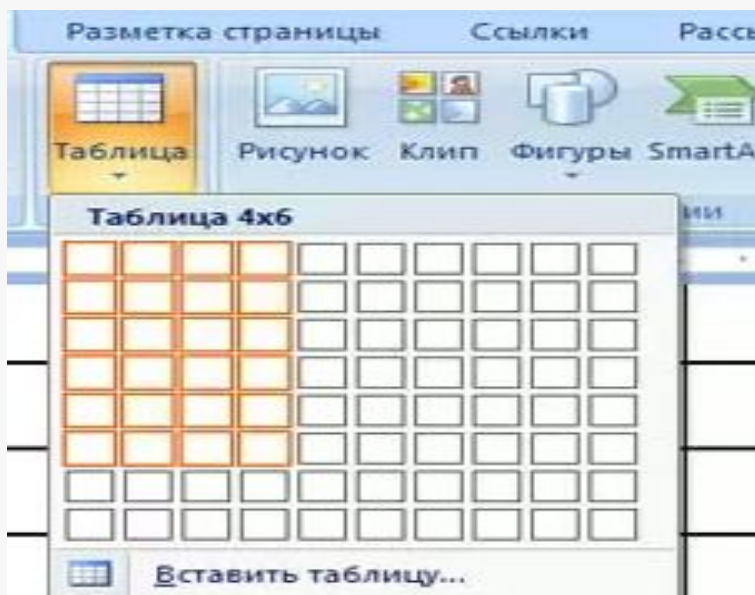 Разметка страницы Ссылки
Таблица Рисунок Клип Фигуры
Таблица 4x6
Вставить таблицу...